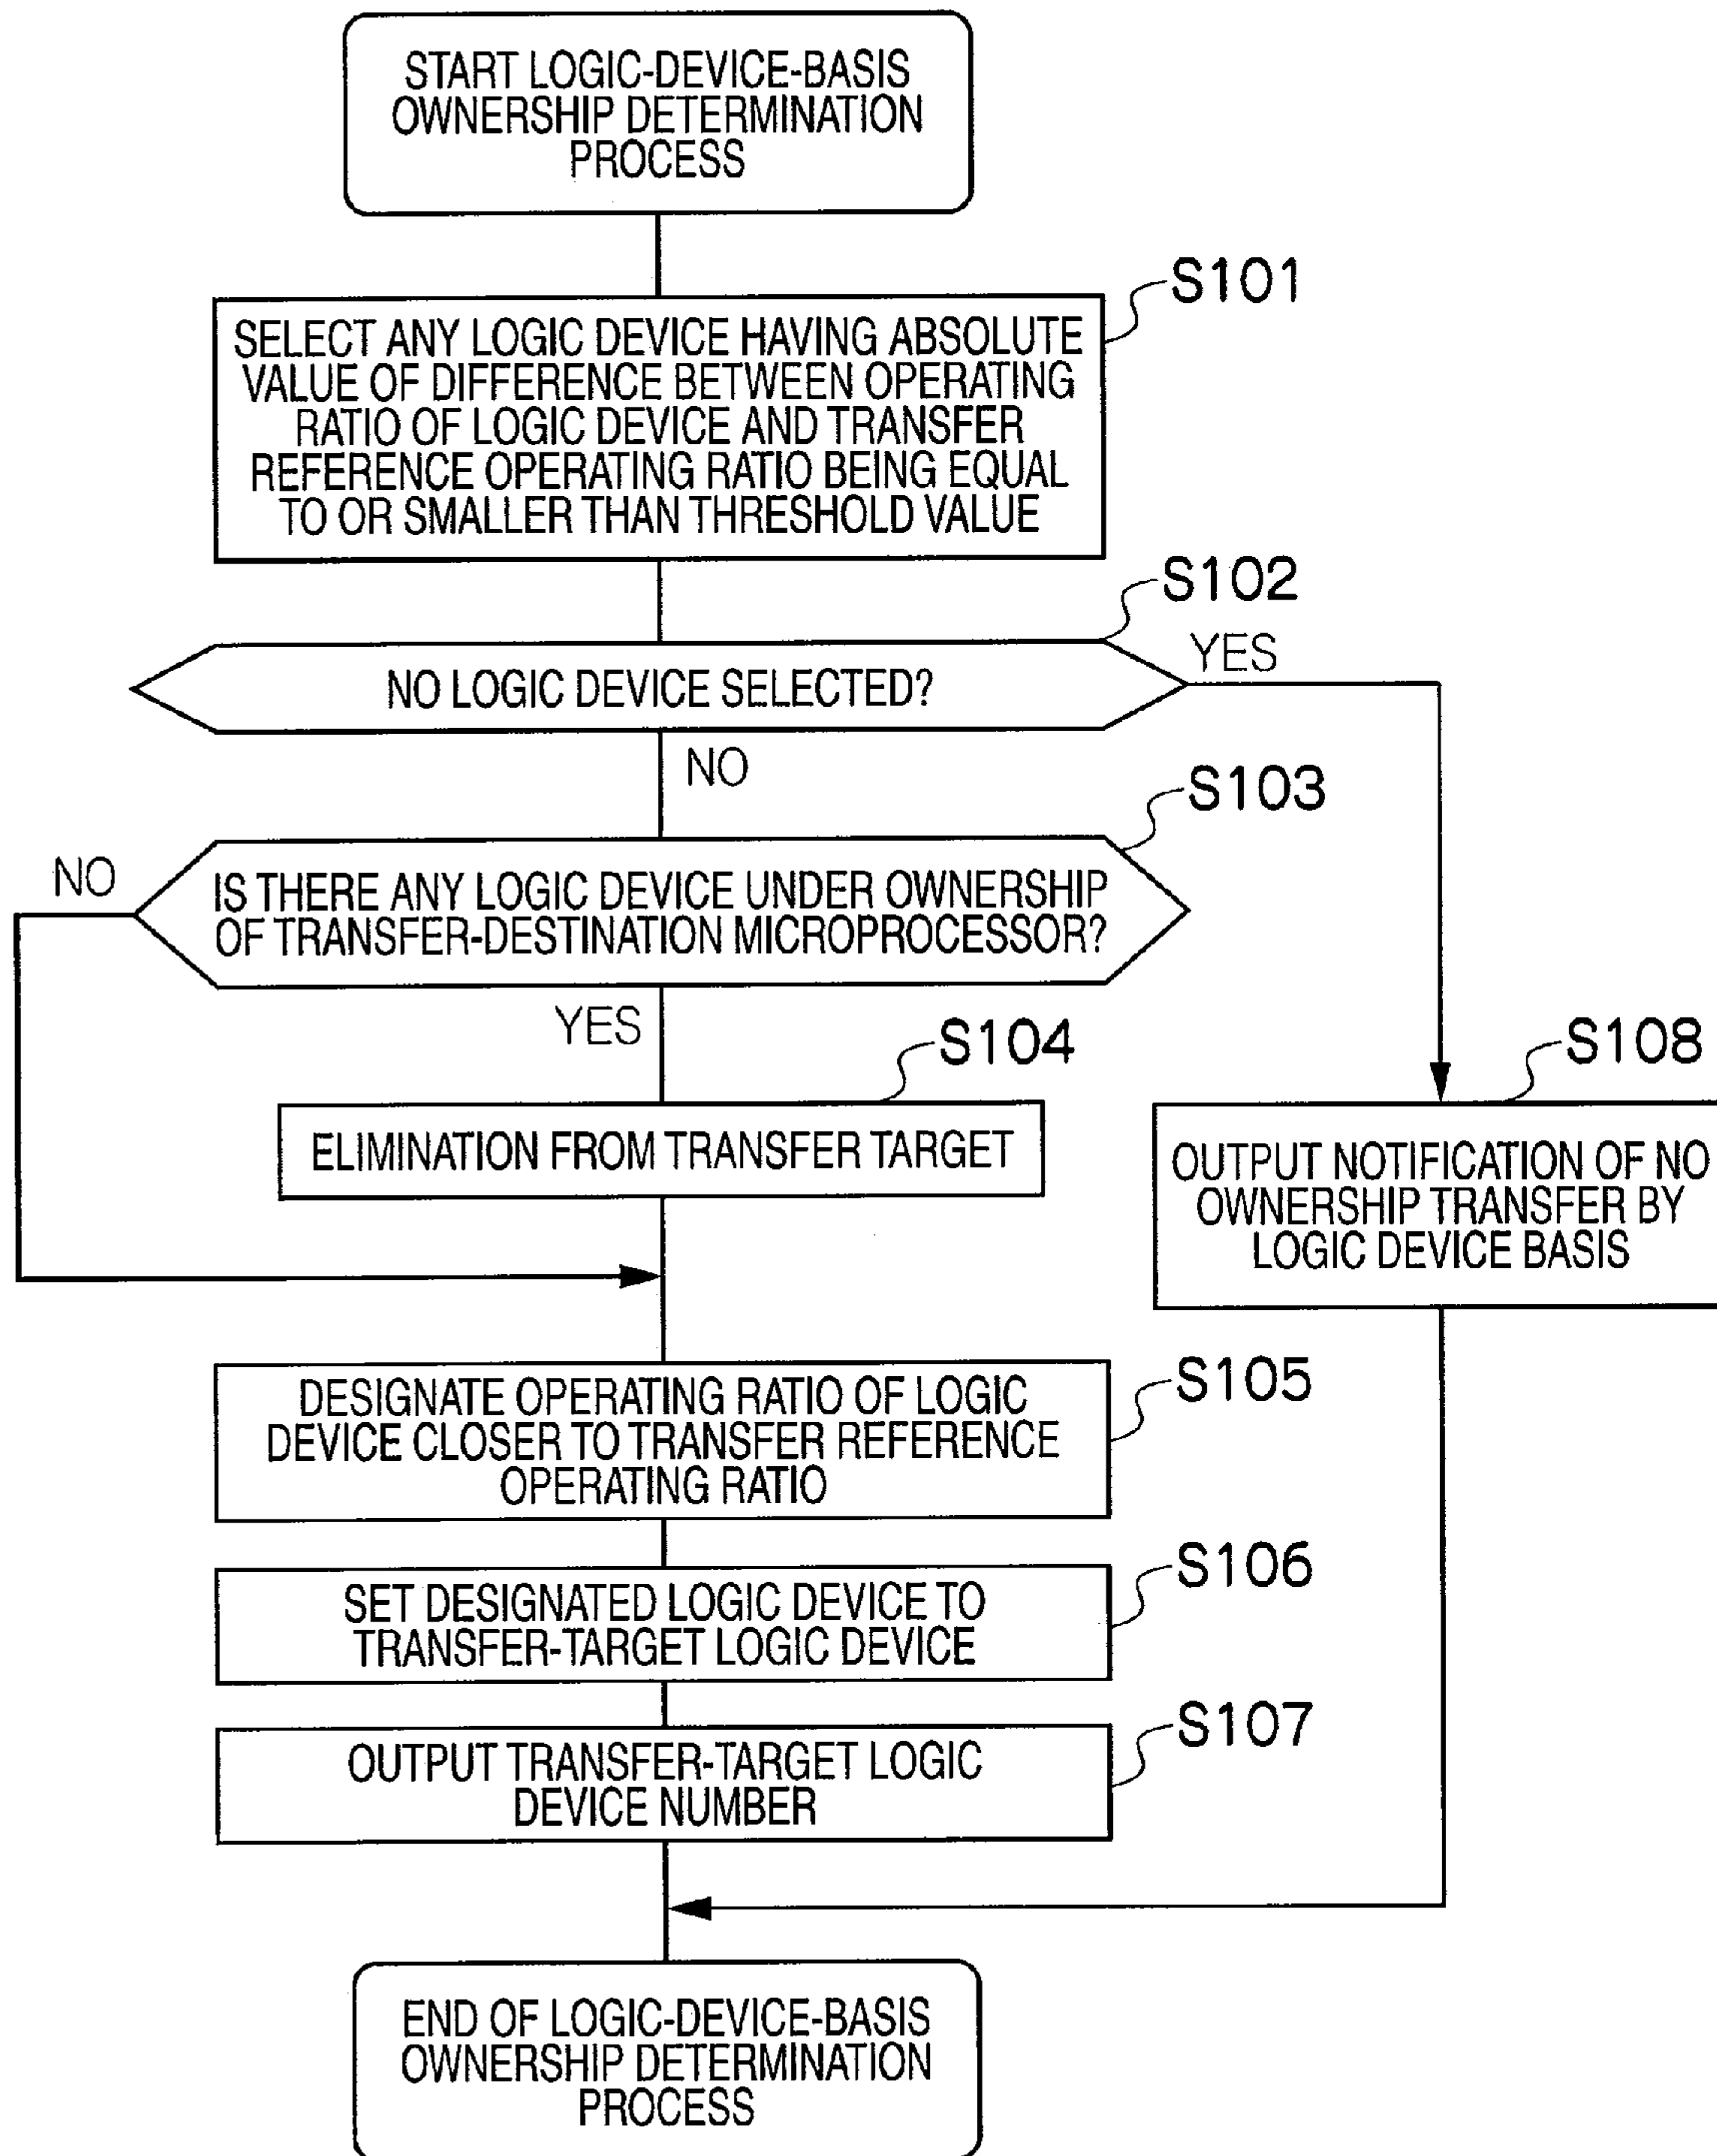 START LOGIC-DEVICE-BASIS
OWNERSHIP DETERMINATION
PROCESS
S101
SELECT ANY LOGIC DEVICE HAVING ABSOLUTE
VALUE OF DIFFERENCE BETWEEN OPERATING
RATIO OF LOGIC DEVICE AND TRANSFER
REFERENCE OPERATING RATIO BEING EQUAL
TO OR SMALLER THAN THRESHOLD VALUE
S102
YES
NO LOGIC DEVICE SELECTED?
NO
S103
NO
IS THERE ANY LOGIC DEVICE UNDER OWNERSHIP
OF TRANSFER-DESTINATION MICROPROCESSOR?
YES
S104
ELIMINATION FROM TRANSFER TARGET
S108
OUTPUT NOTIFICATION OF NO
OWNERSHIP TRANSFER BY
LOGIC DEVICE BASIS
S105
DESIGNATE OPERATING RATIO OF LOGIC
DEVICE CLOSER TO TRANSFER REFERENCE
OPERATING RATIO
S106
SET DESIGNATED LOGIC DEVICE TO
TRANSFER-TARGET LOGIC DEVICE
S107
OUTPUT TRANSFER-TARGET LOGIC
DEVICE NUMBER
END OF LOGIC-DEVICE-BASIS
OWNERSHIP DETERMINATION
PROCESS